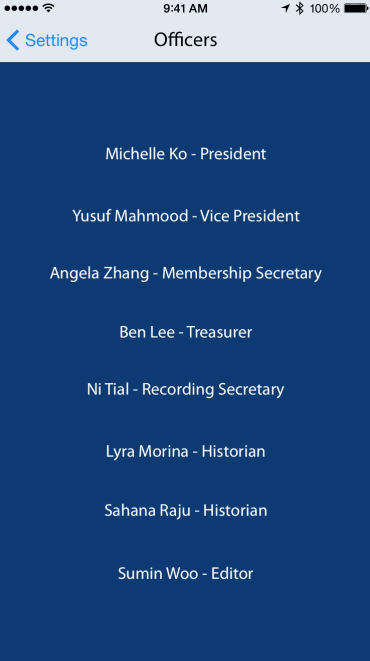 9:41 AM 100%
Settings Officers
Michelle Ko - President
Yusuf Mahmood - Vice President
Angela Zhang - Membership Secretary
Ben Lee - Treasurer
Ni Tial - Recording Secretary
Lyra Morina - Historian
Sahana Raju - Historian
Sumin Woo - Editor